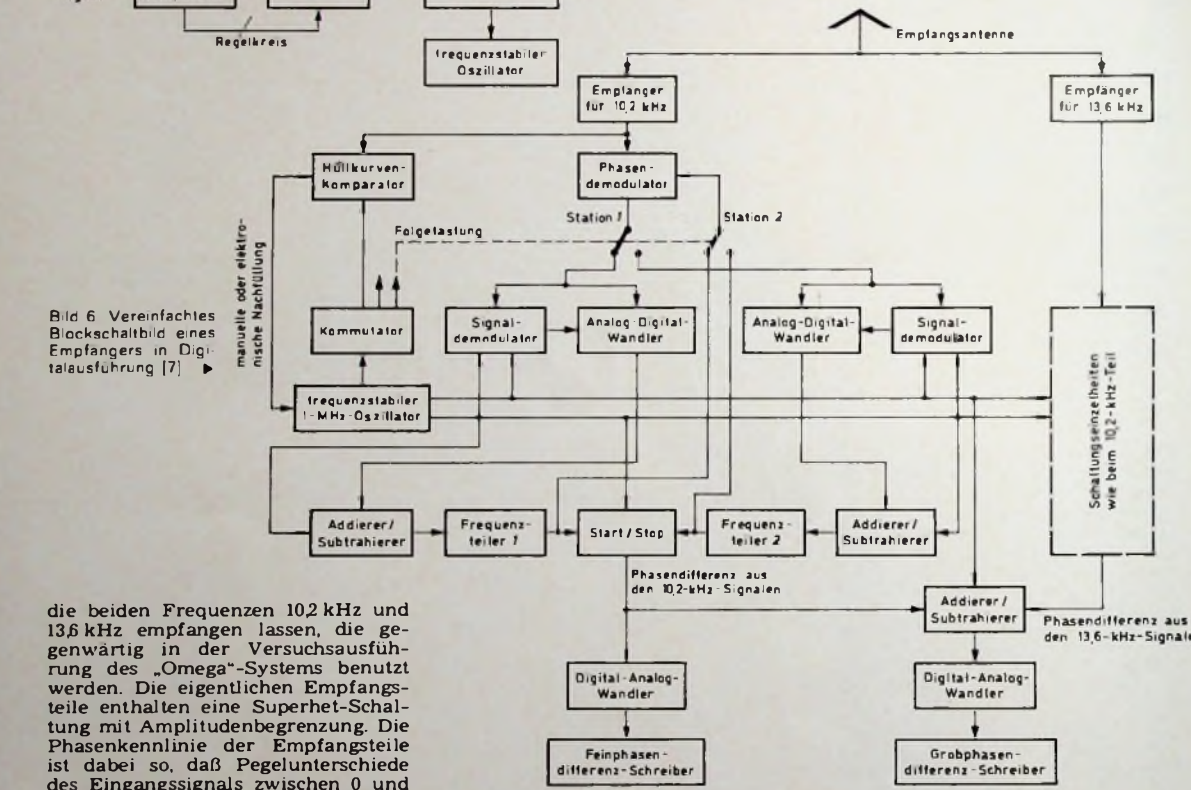 Regelkreis
frequenzstabiler
Oszillator
Empfangsantenne
Empfänger
für 10,2 kHz
Empfänger
für 13,6 kHz
Hüllkurven-
Komparator
Phasen-
demodulator
Station 1
Station 2
Folgetastung
manuelle oder elektro-
nische Nachfüllung
Kommutator
Signal-
demodulator
Analog-Digital-
Wandler
Analog-Digital-
Wandler
Signal-
demodulator
Bild 6 Vereinfachtes
Blockschaltbild eines
Empfängers in Digi-
talausführung [7] ►
frequenzstabiler
1-MHz-Oszillator
Schaltungseinzelheiten
wie beim 10,2-kHz-Teil
Addierer/
Subtrahierer
Frequenz-
teiler 1
Start/Stop
Frequenz-
teiler 2
Addierer/
Subtrahierer
Phasendifferenz aus
den 10,2-kHz-Signalen
Addierer/
Subtrahierer
Phasendifferenz aus
den 13,6-kHz-Signale
Digital-Analog-
Wandler
Digital-Analog-
Wandler
Feinphasen-
differenz-Schreiber
Grobphasen-
differenz-Schreiber
die beiden Frequenzen 10,2 kHz und
13,6 kHz empfangen lassen, die ge-
genwärtig in der Versuchsausfüh-
rung des „Omega“-Systems benutzt
werden. Die eigentlichen Empfangs-
teile enthalten eine Superhet-Schal-
tung mit Amplitudenbegrenzung. Die
Phasenkennlinie der Empfangsteile
ist dabei so, daß Pegelunterschiede
des Eingangssignals zwischen 0 und